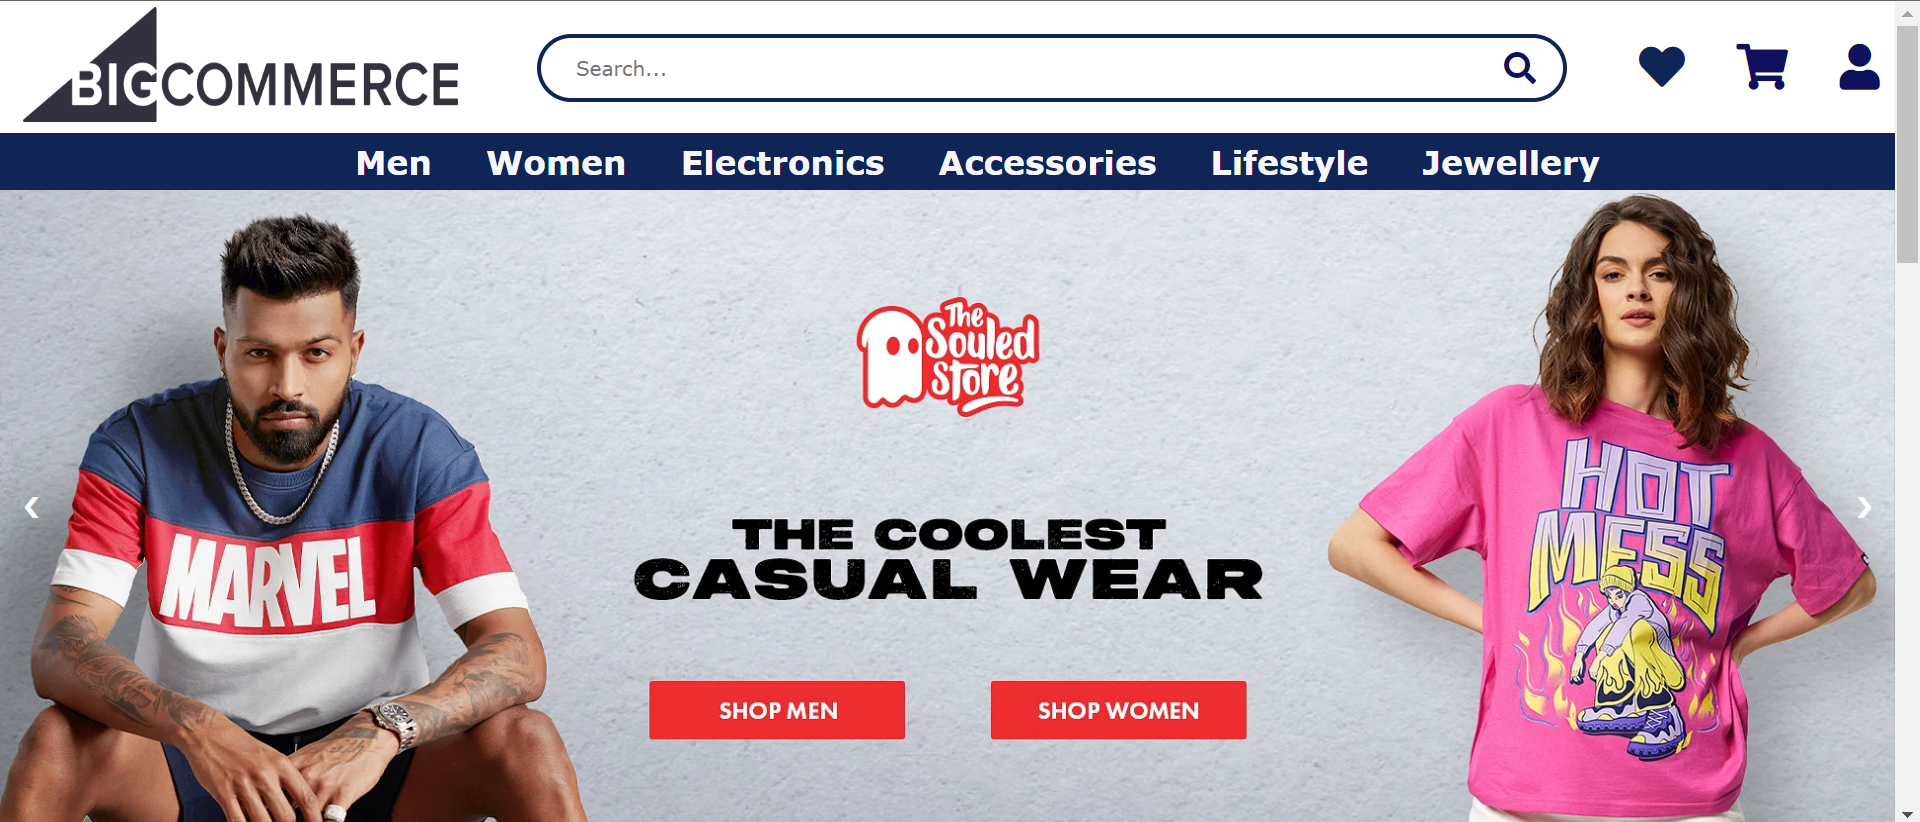 BIGCOMMERCE
Search...
Men Women Electronics Accessories Lifestyle Jewellery
The
Souled
Store
THE COOLEST
CASUAL WEAR
SHOP MEN SHOP WOMEN
MARVEL
HOT
MESS